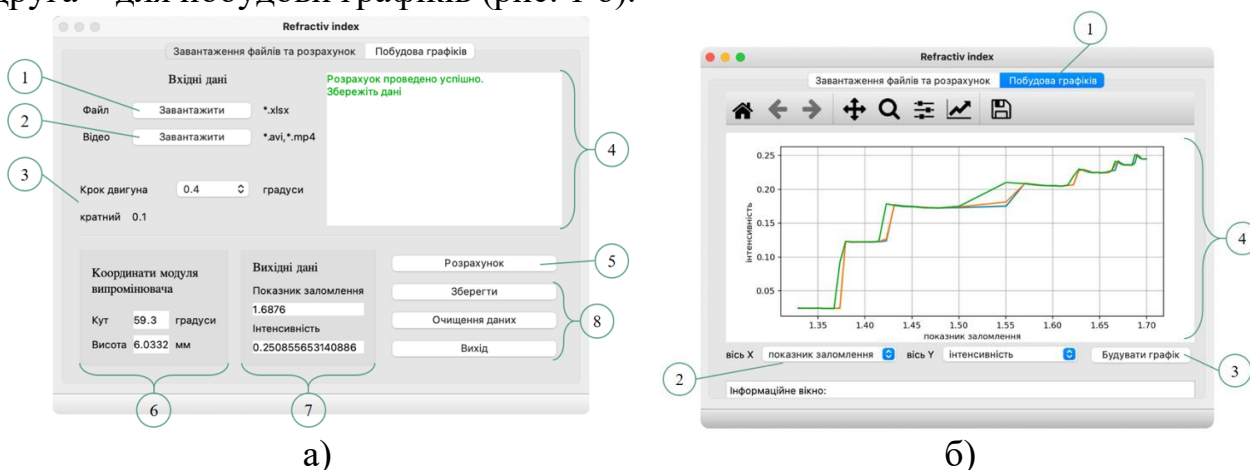 друга – для побудови графіків (рис. 1 б).
Refractiv index
Завантаження файлів та розрахунок Побудова графіків
Вхідні дані
1
Файл Завантажити *.xlsx
2
Відео Завантажити *.avi,*.mp4
3
Крок двигуна 0.4 градуси
кратний 0.1
Розрахуок проведено успішно.
Збережіть дані
4
Координати модуля
випромінювача
Кут 59.3 градуси
Висота 6.0332 мм
6
Вихідні дані
Показник заломлення
1.6876
Інтенсивність
0.250855653140886
7
Розрахунок
5
Зберегти
Очищення даних
8
Вихід
а)
1
Refractiv index
Завантаження файлів та розрахунок Побудова графіків
0.25
0.20
0.15
0.10
0.05
інтенсивність
1.35 1.40 1.45 1.50 1.55 1.60 1.65 1.70
показник заломлення
4
вісь X показник заломлення вісь Y інтенсивність Будувати графік
2
3
Інформаційне вікно:
б)